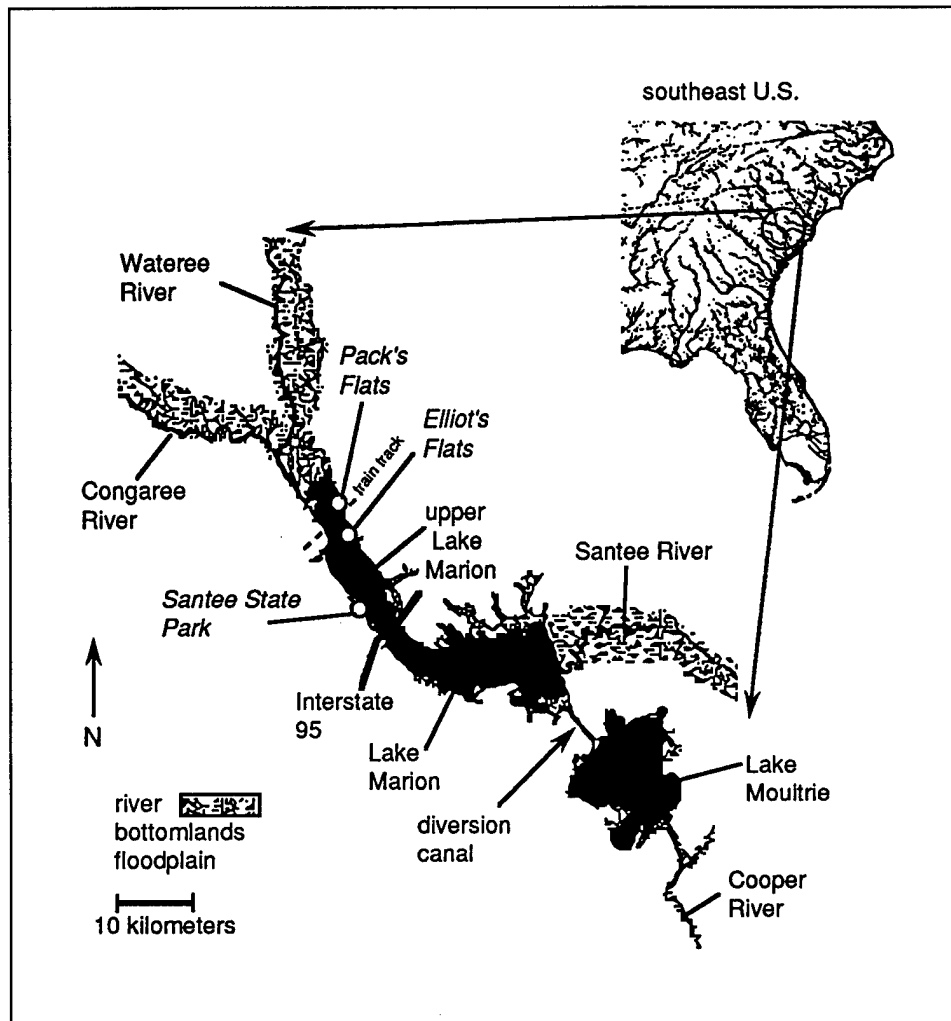 southeast U.S.
Wateree
River
Pack's
Flats
Elliot's
Flats
train track
Congaree
River
upper
Lake
Marion
Santee River
Santee State
Park
Interstate
95
N
Lake
Marion
Lake
Moultrie
river
bottomlands
floodplain
diversion
canal
Cooper
River
10 kilometers